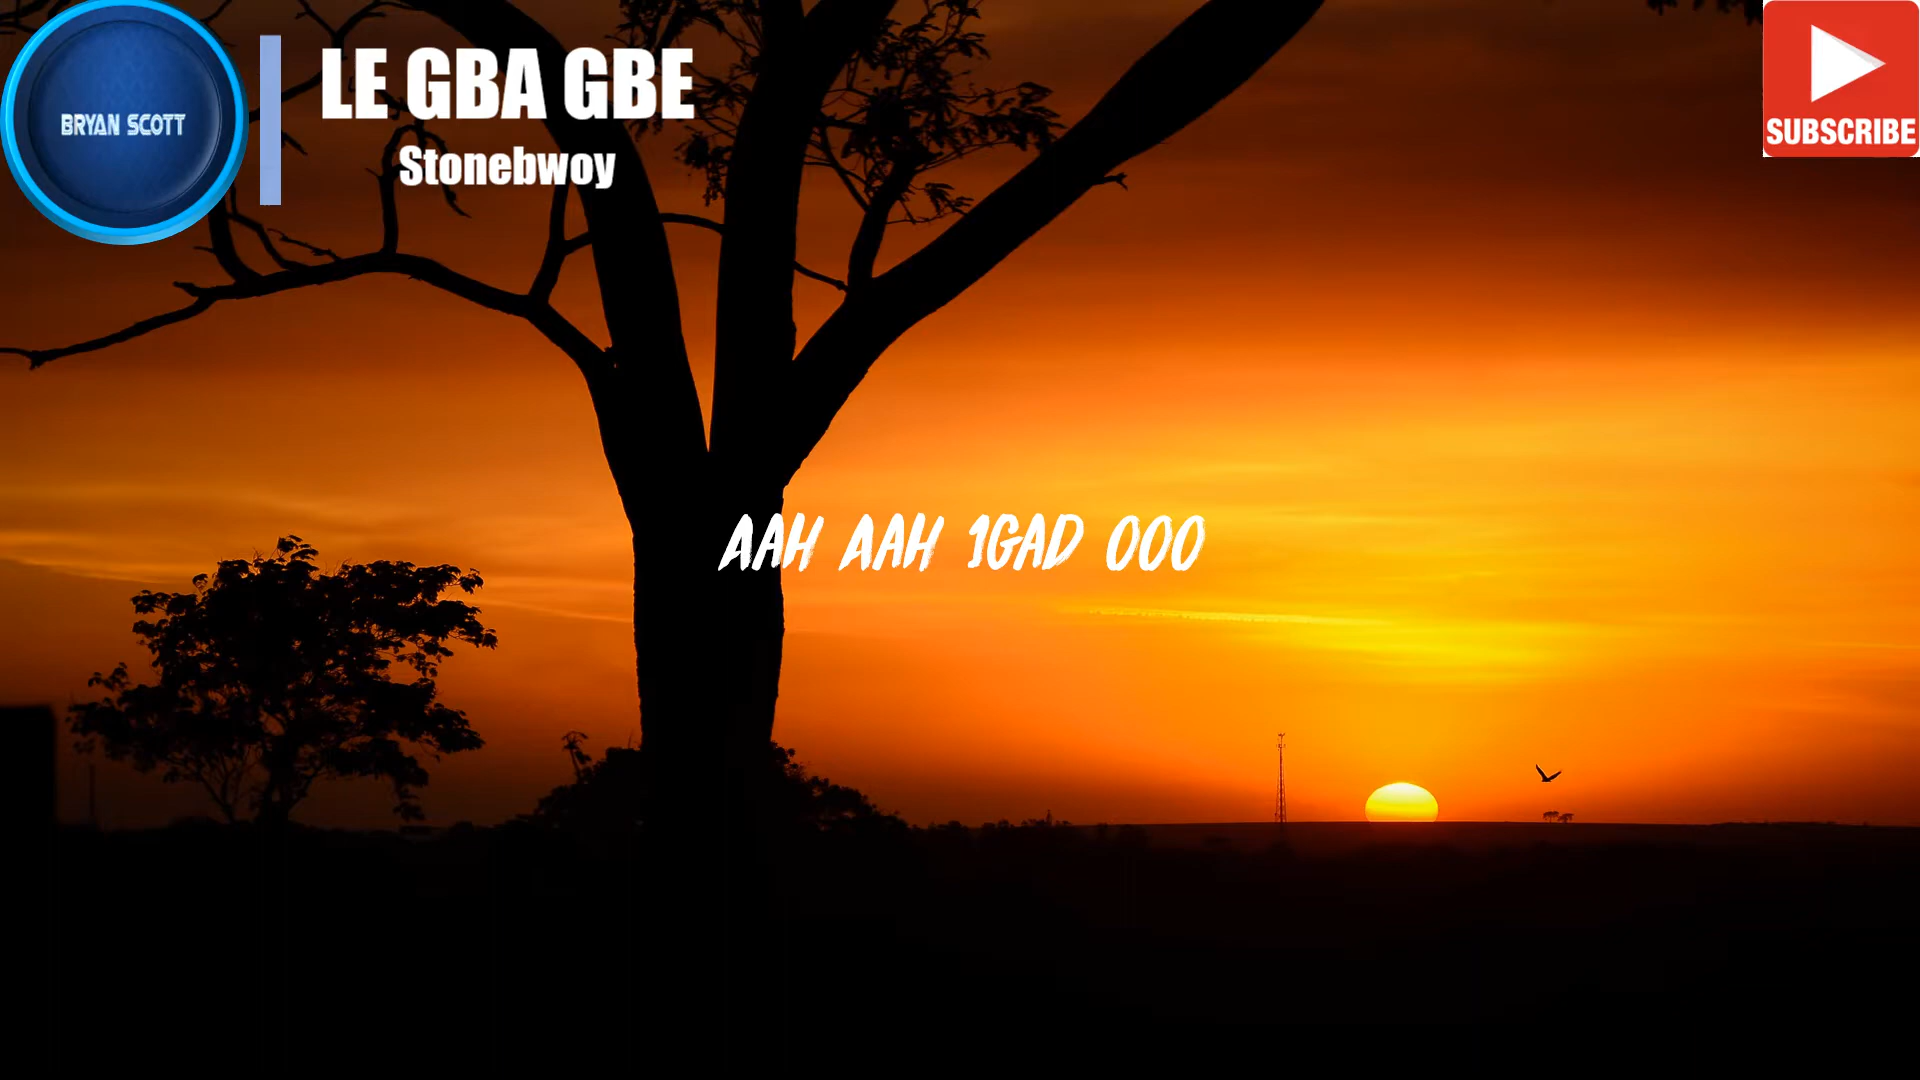 BRYAN SCOTT
LE GBA GBE
Stonebwoy
SUBSCRIBE
AAH AAH 1GAD OOO